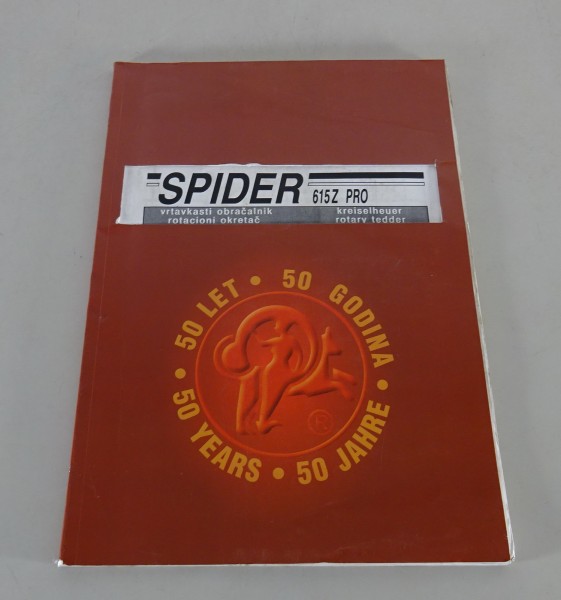 SPIDER 615Z PRO
vrtavkasti obračalnik kreiselheuer
rotacioni okretač rotary tedder
50 LET • 50 GODINA • 50 JAHRE • 50 YEARS •
R